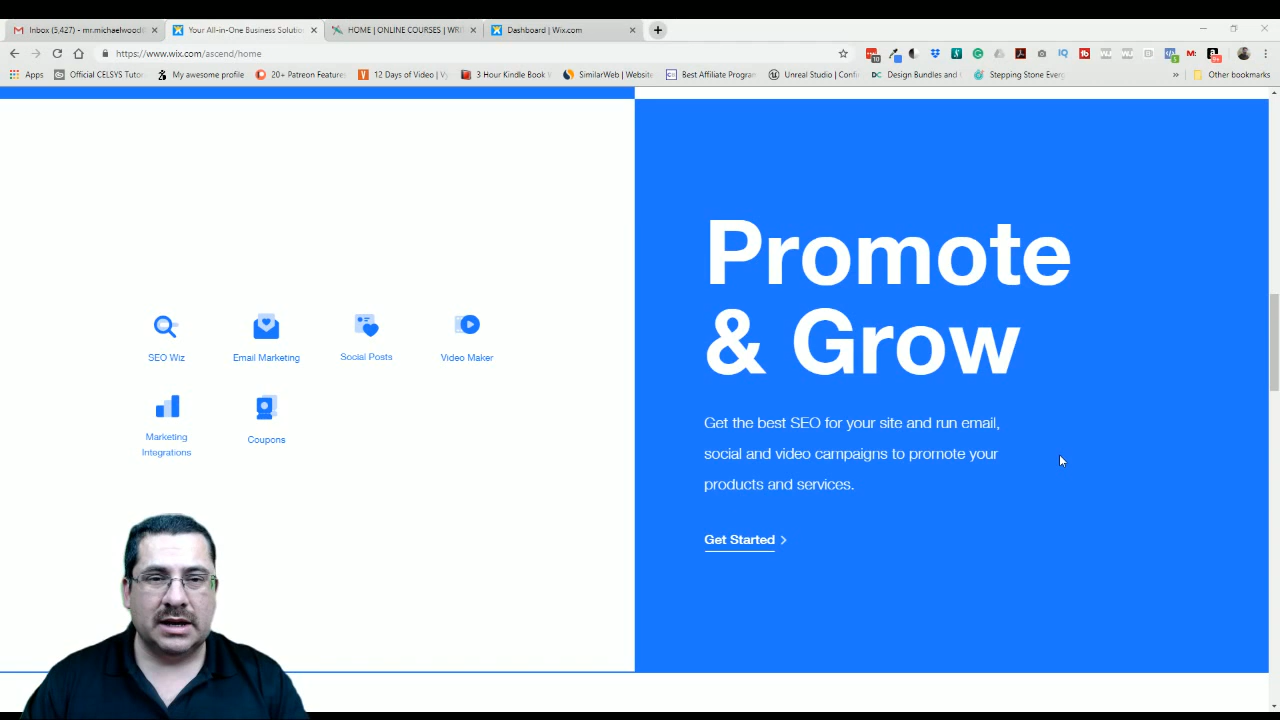 Inbox (5,427) - mr.michaelwood
Your All-in-One Business Solutio
HOME | ONLINE COURSES | WRI
Dashboard | Wix.com
https://www.wix.com/ascend/home
Apps
Official CELSYS Tutor
My awesome profile
20+ Patreon Features
12 Days of Video | Vy
3 Hour Kindle Book
SimilarWeb | Website
Best Affiliate Program
Unreal Studio | Confi
Design Bundles and
Stepping Stone Ever
»
Other bookmarks
Promote
& Grow
Get the best SEO for your site and run email,
social and video campaigns to promote your
products and services.
Get Started >
SEO Wiz
Email Marketing
Social Posts
Video Maker
Marketing
Integrations
Coupons